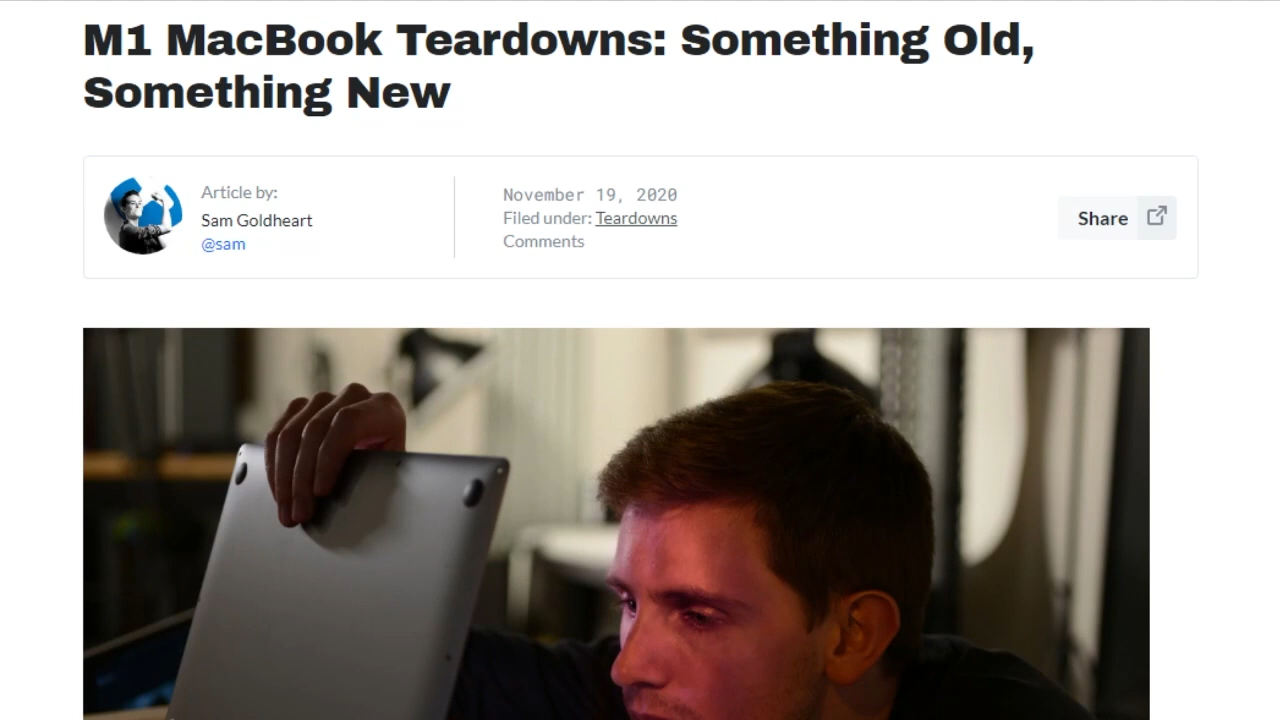 M1 MacBook Teardowns: Something Old,
Something New
Article by:
Sam Goldheart
@sam
November 19, 2020
Filed under: Teardowns
Comments
Share